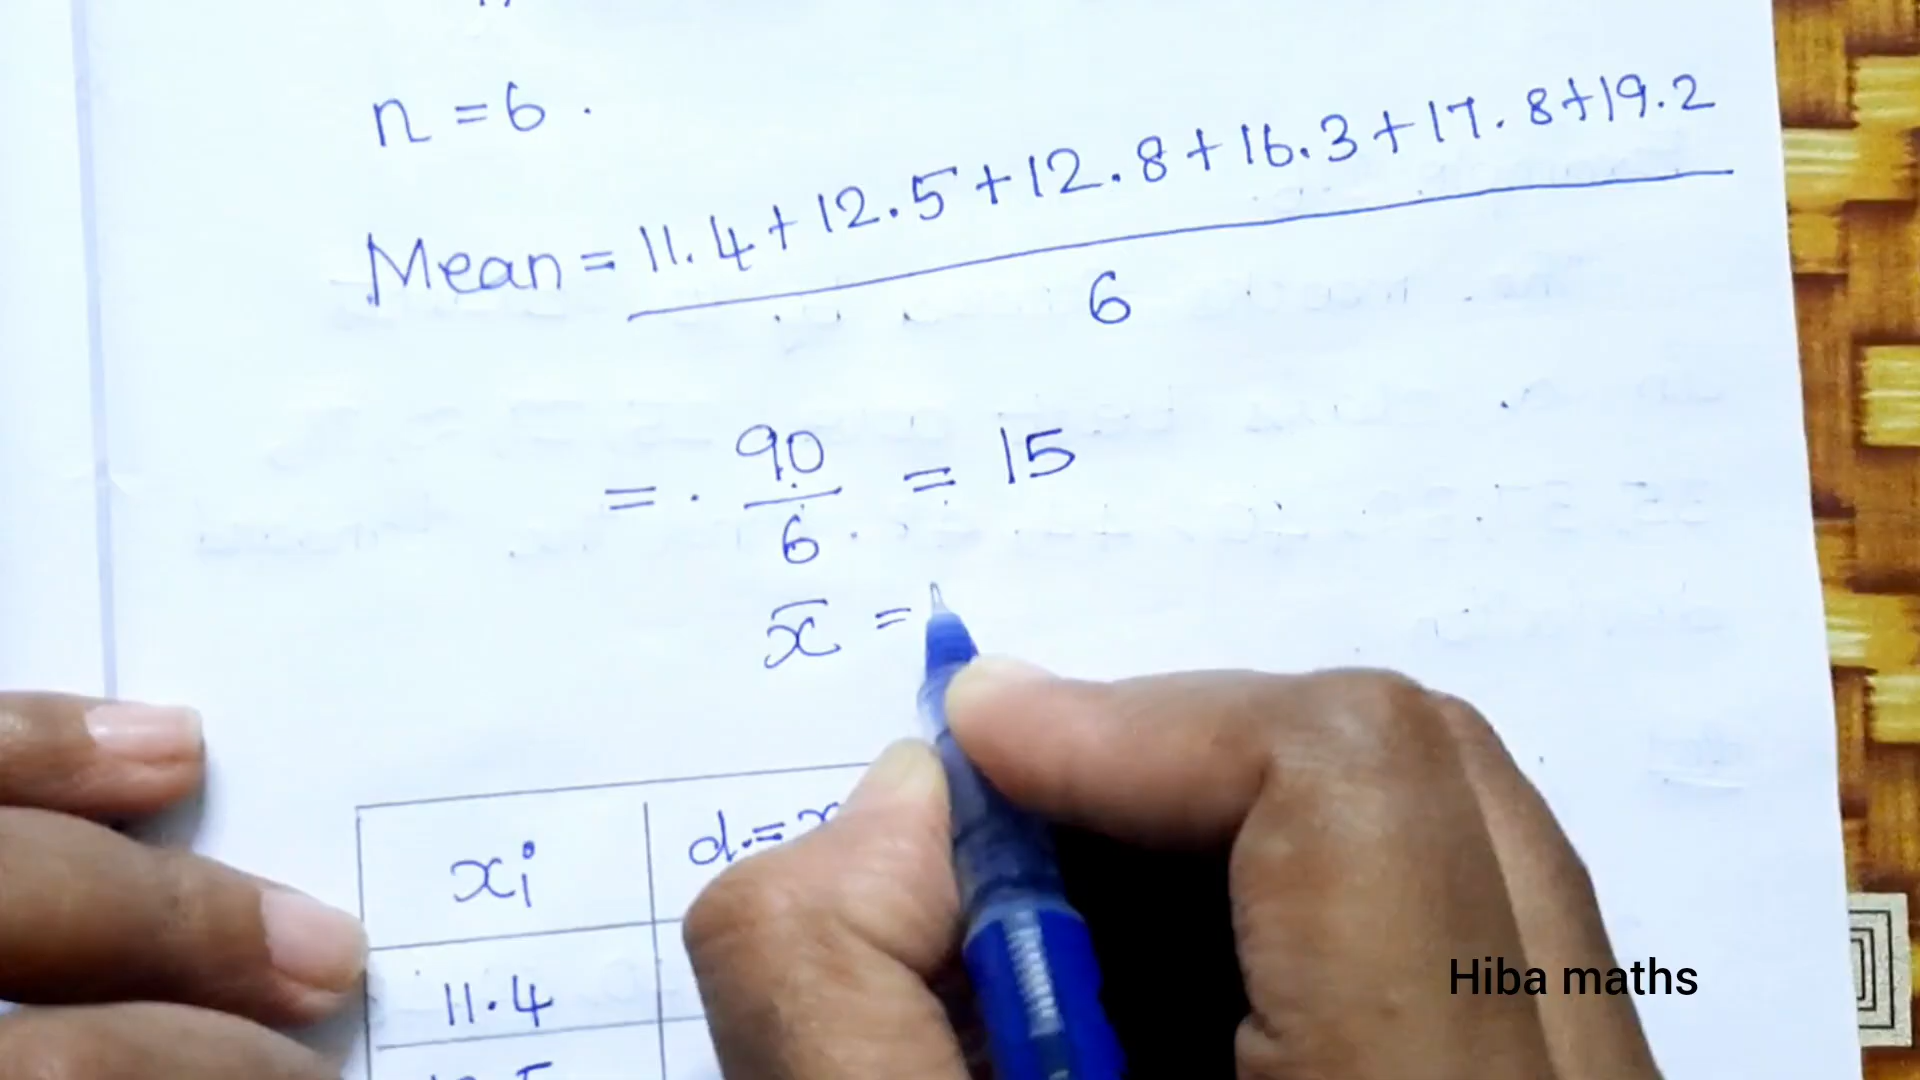 n = 6 .
Mean = 11.4 + 12.5 + 12.8 + 16.3 + 17.8 + 19.2
6
= 90 = 15
6
x̄ =
xi d = x
11.4
Hiba maths